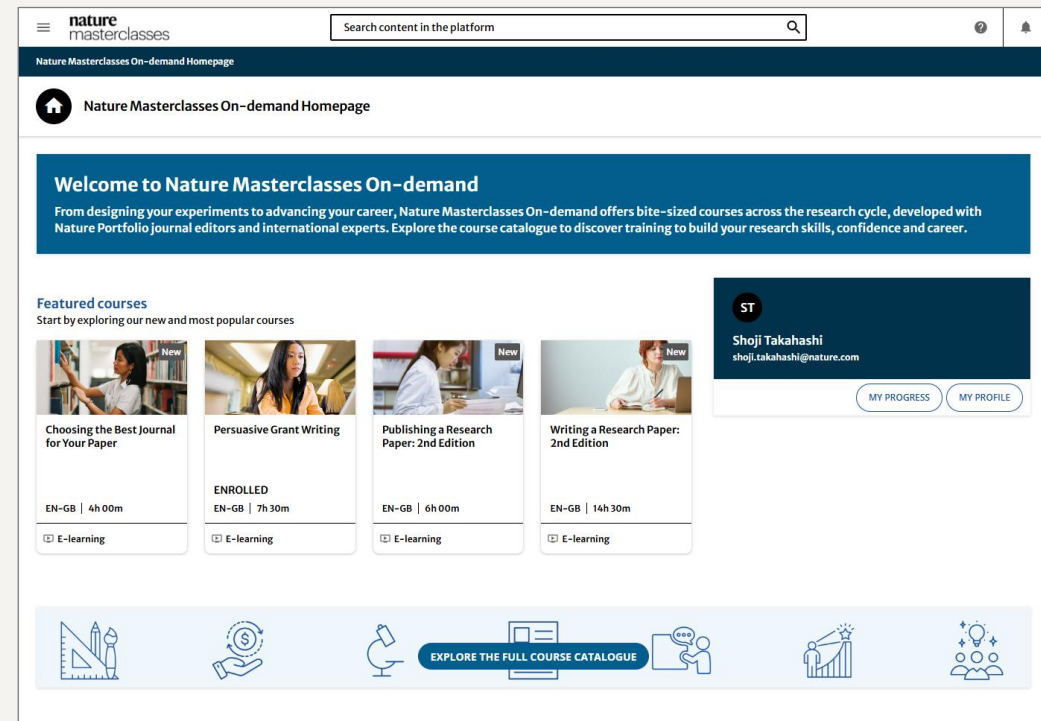 nature
masterclasses
Search content in the platform
Nature Masterclasses On-demand Homepage
Nature Masterclasses On-demand Homepage
Welcome to Nature Masterclasses On-demand
From designing your experiments to advancing your career, Nature Masterclasses On-demand offers bite-sized courses across the research cycle, developed with
Nature Portfolio journal editors and international experts. Explore the course catalogue to discover training to build your research skills, confidence and career.
Featured courses
Start by exploring our new and most popular courses
New
Choosing the Best Journal
for Your Paper
EN-GB | 4h 00m
E-learning
Persuasive Grant Writing
ENROLLED
EN-GB | 7h 30m
E-learning
New
Publishing a Research
Paper: 2nd Edition
EN-GB | 6h 00m
E-learning
New
Writing a Research Paper:
2nd Edition
EN-GB | 14h 30m
E-learning
ST
Shoji Takahashi
shoji.takahashi@nature.com
MY PROGRESS
MY PROFILE
EXPLORE THE FULL COURSE CATALOGUE